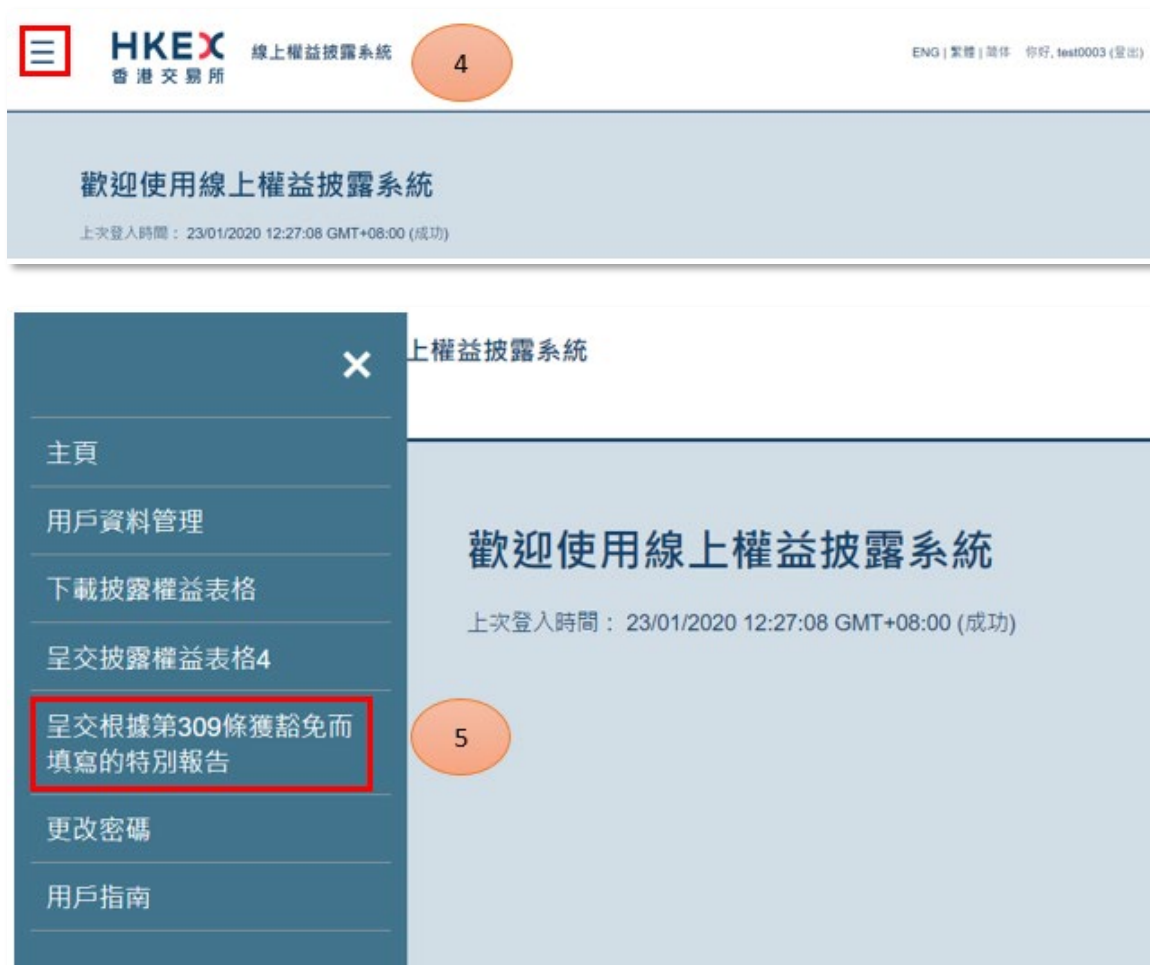 HKEX 線上權益披露系統
香港交易所
4
ENG | 繁體 | 简体 你好, test0003 (登出)
歡迎使用線上權益披露系統
上次登入時間： 23/01/2020 12:27:08 GMT+08:00 (成功)
上權益披露系統
主頁
用戶資料管理
下載披露權益表格
呈交披露權益表格4
呈交根據第309條獲豁免而
填寫的特別報告
5
更改密碼
用戶指南
歡迎使用線上權益披露系統
上次登入時間： 23/01/2020 12:27:08 GMT+08:00 (成功)